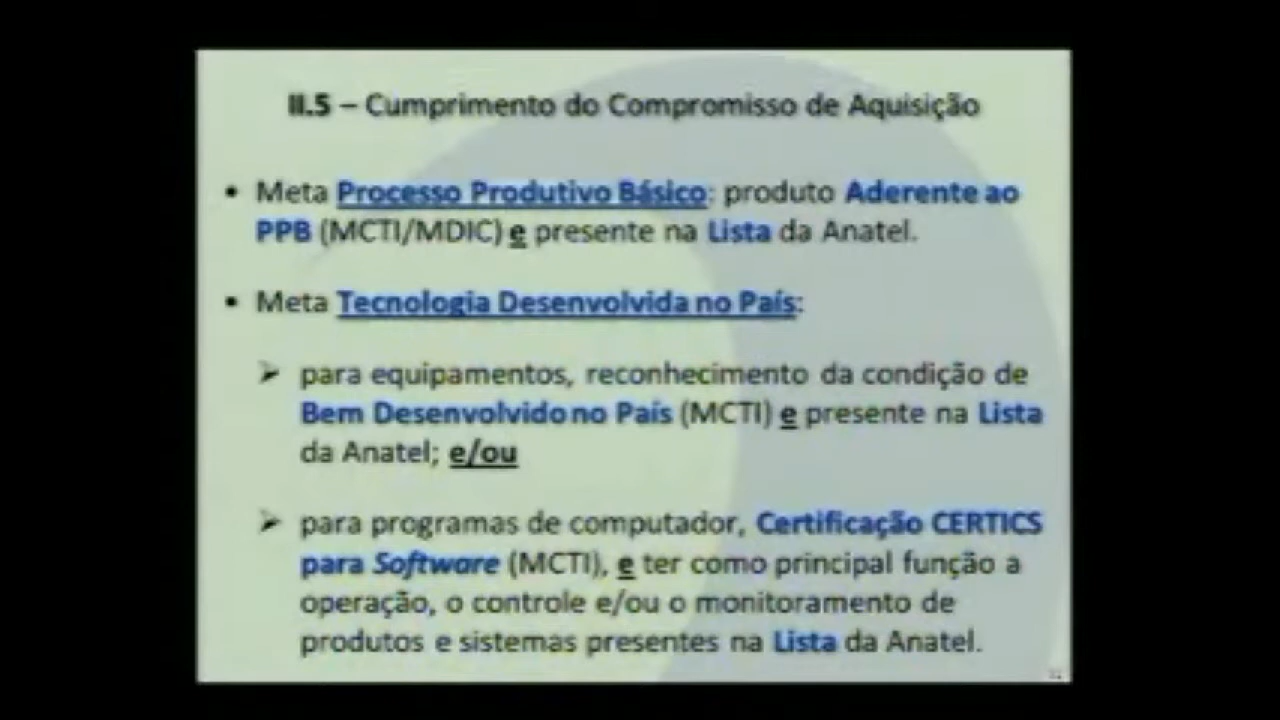 II.5 – Cumprimento do Compromisso de Aquisição
• Meta Processo Produtivo Básico: produto Aderente ao
PPB (MCTI/MDIC) e presente na Lista da Anatel.
• Meta Tecnologia Desenvolvida no País:
➢ para equipamentos, reconhecimento da condição de
Bem Desenvolvido no País (MCTI) e presente na Lista
da Anatel; e/ou
➢ para programas de computador, Certificação CERTICS
para Software (MCTI), e ter como principal função a
operação, o controle e/ou o monitoramento de
produtos e sistemas presentes na Lista da Anatel.